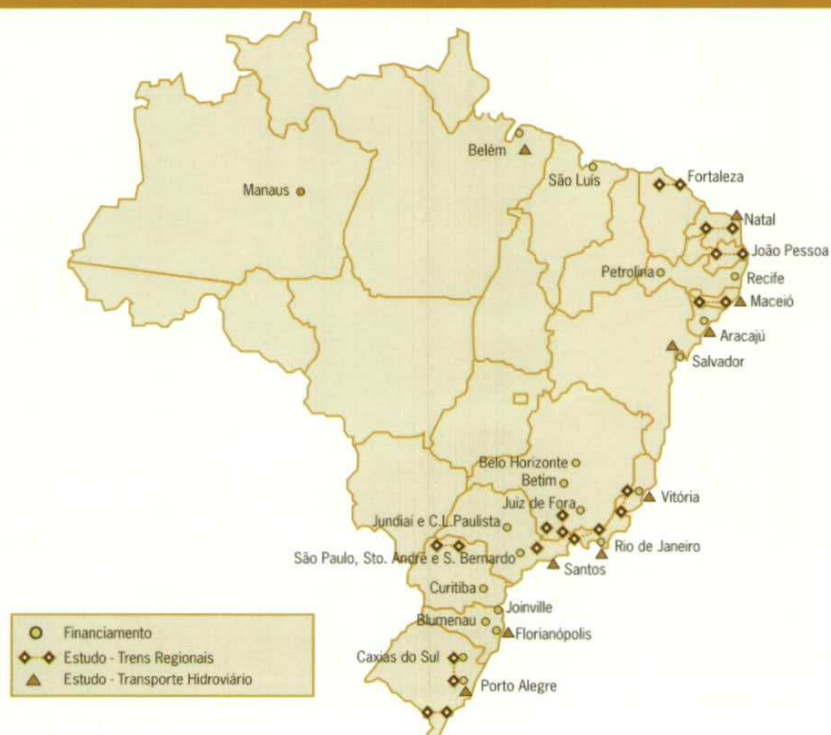 Belém
São Luís
Fortaleza
Manaus
Natal
João Pessoa
Petrolina
Recife
Maceió
Aracajú
Salvador
Belo Horizonte
Betim
Vitória
Juiz de Fora
Jundiaí e C.L.Paulista
Rio de Janeiro
São Paulo, Sto. André e S. Bernardo
Santos
Curitiba
Joinville
Blumenau
Florianópolis
Caxias do Sul
Porto Alegre
Financiamento
Estudo - Trens Regionais
Estudo - Transporte Hidroviário